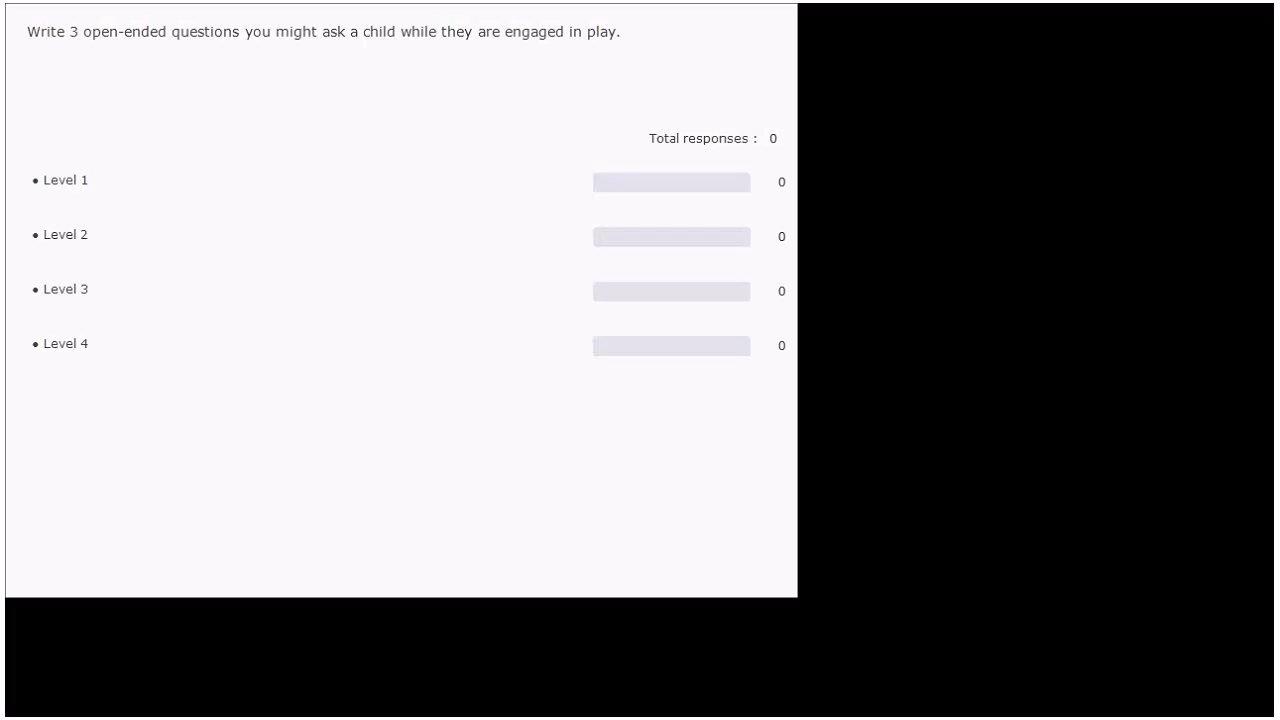 Write 3 open-ended questions you might ask a child while they are engaged in play.
Total responses : 0
• Level 1 0
• Level 2 0
• Level 3 0
• Level 4 0